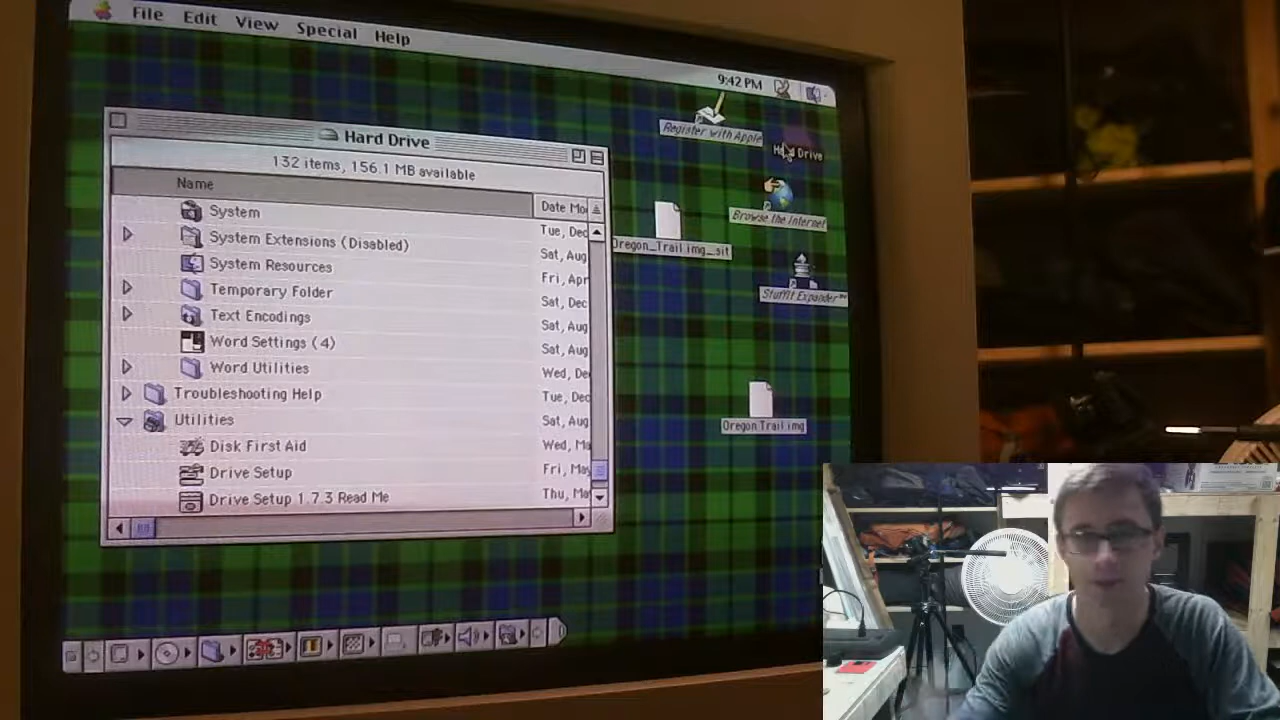 File Edit View Special Help
9:42 PM
Register with Apple
Hard Drive
Browse the Internet
Oregon_Trail img_sit
StuffIt Expander™
Oregon Trail img
Hard Drive
132 items, 156.1 MB available
Name Date Mo
System Tue, Dec
System Extensions (Disabled) Sat, Aug
System Resources Fri, Apr
Temporary Folder Sat, Dec
Text Encodings Sat, Aug
Word Settings (4) Sat, Aug
Word Utilities Wed, De
Troubleshooting Help Tue, Dec
Utilities Sat, Aug
Disk First Aid Wed, Ma
Drive Setup Fri, May
Drive Setup 1.7.3 Read Me Thu, Ma